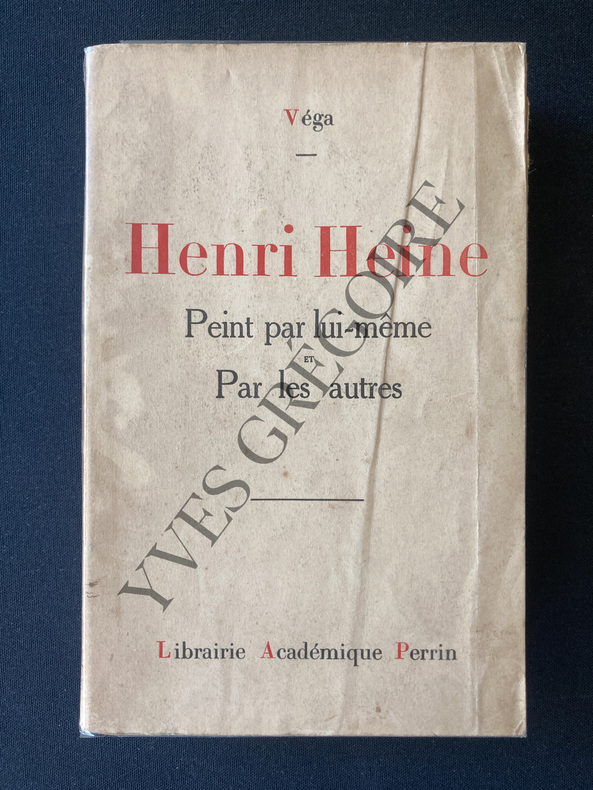 Véga
Henri Heine
Peint par lui-même
ET
Par les autres
Librairie Académique Perrin
YVES GRÉGOIRE